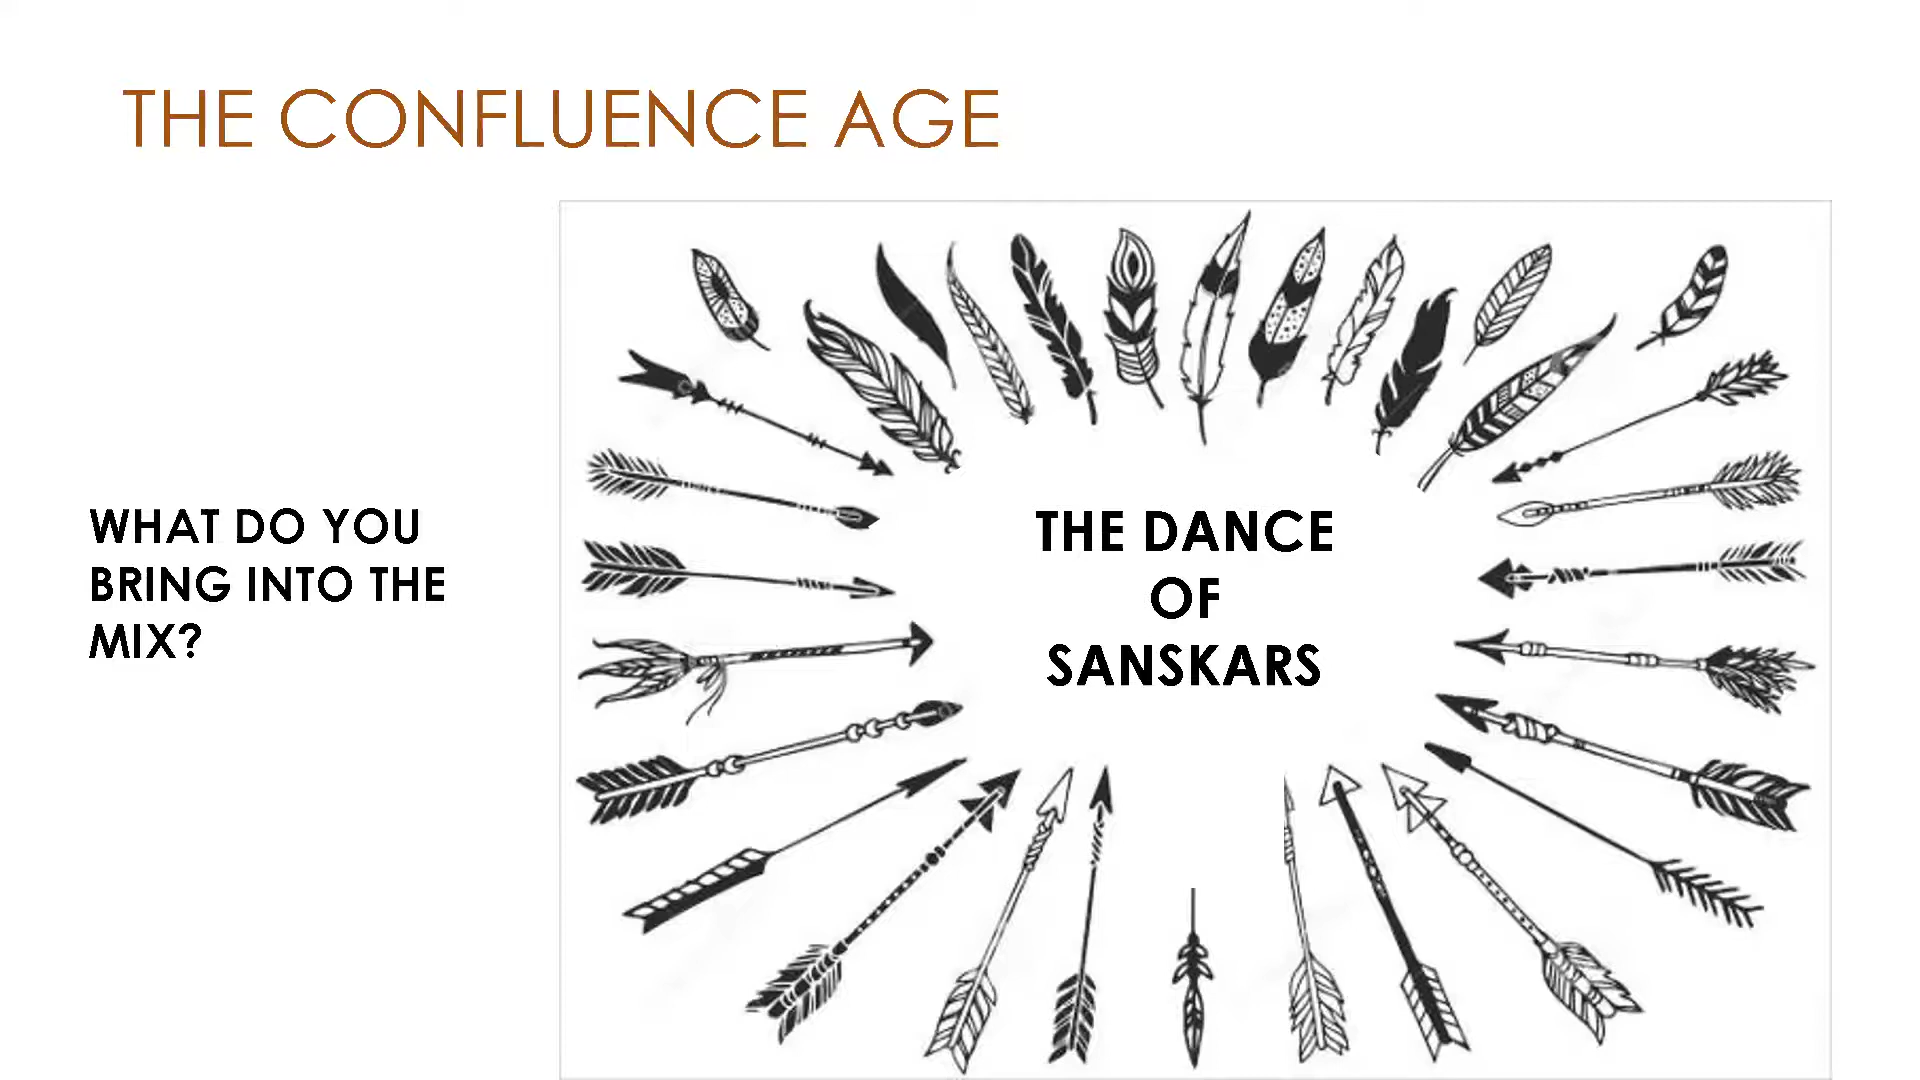 THE CONFLUENCE AGE
WHAT DO YOU
BRING INTO THE
MIX?
THE DANCE
OF
SANSKARS